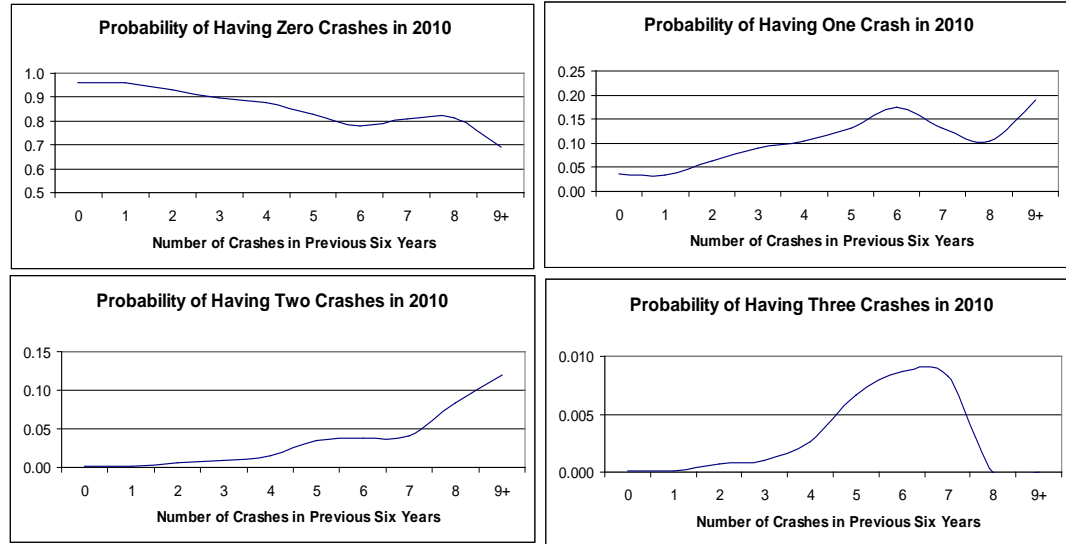 Probability of Having Zero Crashes in 2010
1.0
0.9
0.8
0.7
0.6
0.5
0 1 2 3 4 5 6 7 8 9+
Number of Crashes in Previous Six Years
Probability of Having One Crash in 2010
0.25
0.20
0.15
0.10
0.05
0.00
0 1 2 3 4 5 6 7 8 9+
Number of Crashes in Previous Six Years
Probability of Having Two Crashes in 2010
0.15
0.10
0.05
0.00
0 1 2 3 4 5 6 7 8 9+
Number of Crashes in Previous Six Years
Probability of Having Three Crashes in 2010
0.010
0.005
0.000
0 1 2 3 4 5 6 7 8 9+
Number of Crashes in Previous Six Years